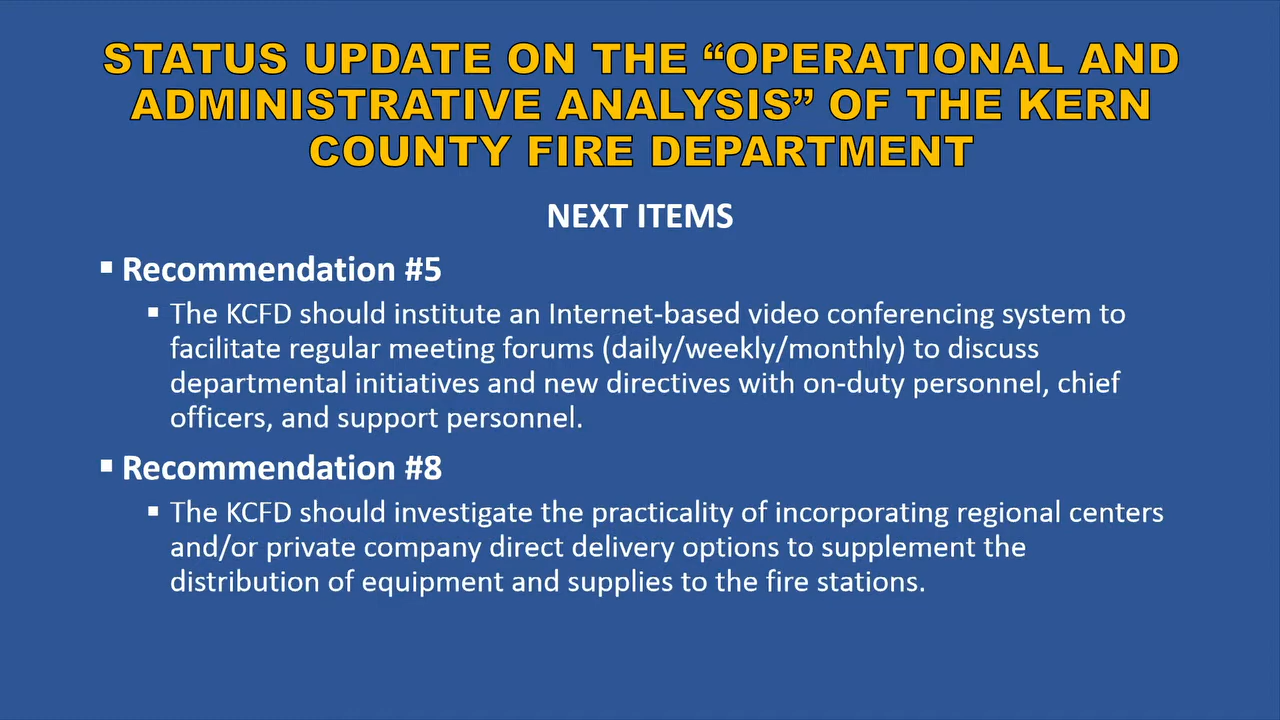 STATUS UPDATE ON THE “OPERATIONAL AND
ADMINISTRATIVE ANALYSIS” OF THE KERN
COUNTY FIRE DEPARTMENT
NEXT ITEMS
▪ Recommendation #5
▪ The KCFD should institute an Internet-based video conferencing system to
facilitate regular meeting forums (daily/weekly/monthly) to discuss
departmental initiatives and new directives with on-duty personnel, chief
officers, and support personnel.
▪ Recommendation #8
▪ The KCFD should investigate the practicality of incorporating regional centers
and/or private company direct delivery options to supplement the
distribution of equipment and supplies to the fire stations.